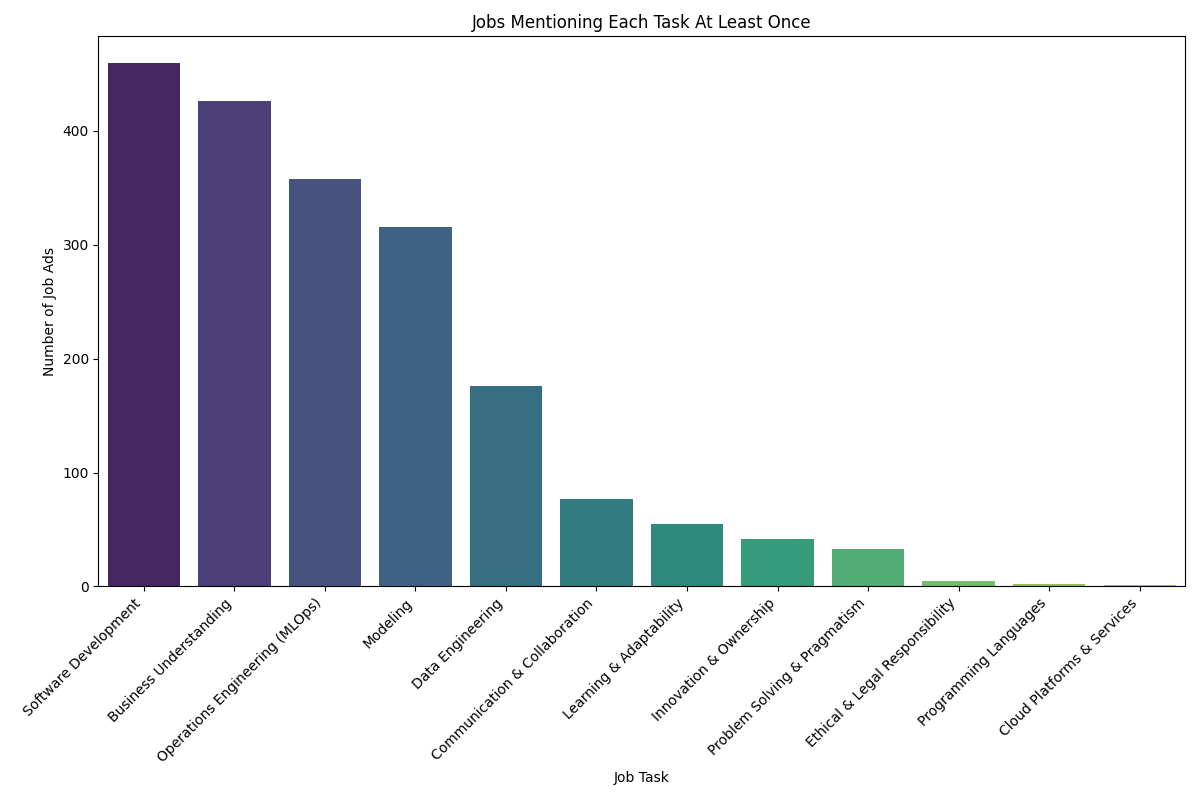 Jobs Mentioning Each Task At Least Once
Number of Job Ads
400
300
200
100
0
Software Development
Business Understanding
Operations Engineering (MLOps)
Modeling
Data Engineering
Communication & Collaboration
Learning & Adaptability
Innovation & Ownership
Problem Solving & Pragmatism
Ethical & Legal Responsibility
Programming Languages
Cloud Platforms & Services
Job Task